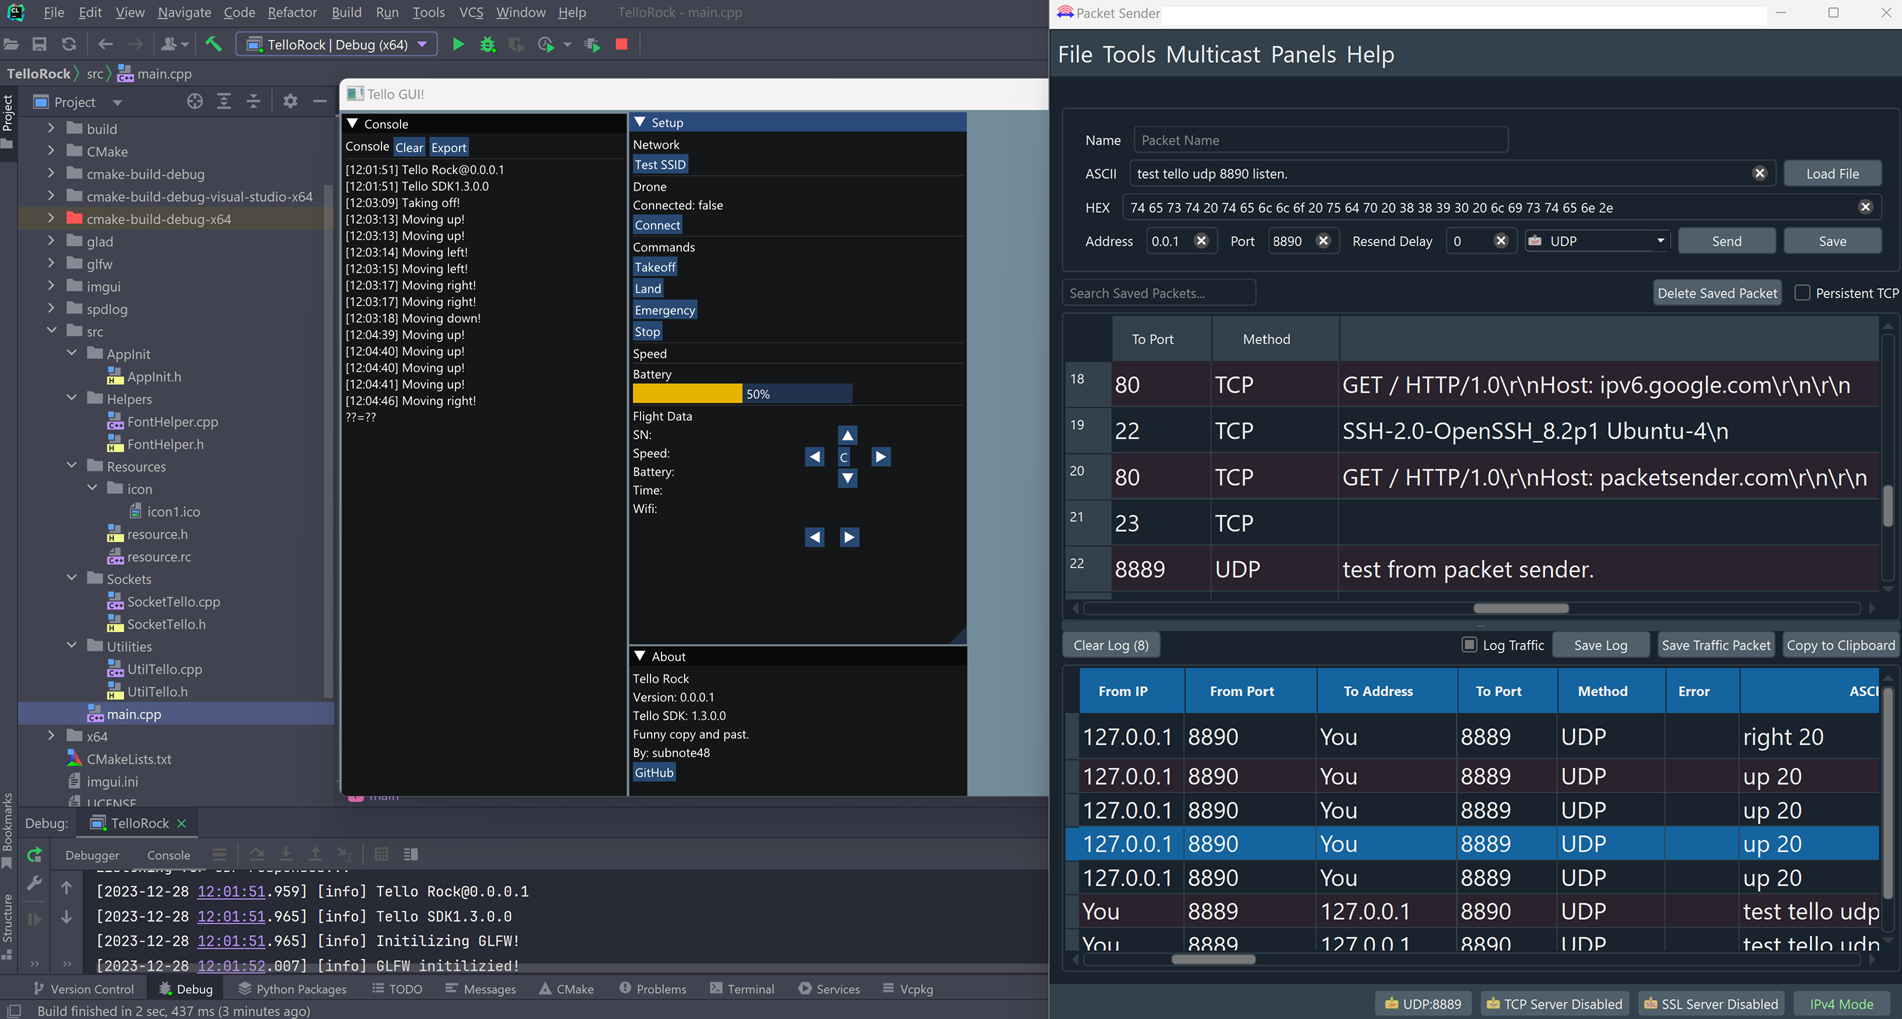 File Edit View Navigate Code Refactor Build Run Tools VCS Window Help TelloRock - main.cpp
TelloRock | Debug (x64)
TelloRock src main.cpp
Project
Project
build
CMake
cmake-build-debug
cmake-build-debug-visual-studio-x64
cmake-build-debug-x64
glad
glfw
imgui
spdlog
src
AppInit
AppInit.h
Helpers
FontHelper.cpp
FontHelper.h
Resources
icon
icon1.ico
resource.h
resource.rc
Sockets
SocketTello.cpp
SocketTello.h
Utilities
UtilTello.cpp
UtilTello.h
main.cpp
x64
CMakeLists.txt
imgui.ini
LICENSE
Bookmarks
Structure
Tello GUI!
Console
Console Clear Export
[12:01:51] Tello Rock@0.0.0.1
[12:01:51] Tello SDK1.3.0.0
[12:03:09] Taking off!
[12:03:13] Moving up!
[12:03:13] Moving up!
[12:03:14] Moving left!
[12:03:15] Moving left!
[12:03:17] Moving right!
[12:03:17] Moving right!
[12:03:18] Moving down!
[12:04:39] Moving up!
[12:04:40] Moving up!
[12:04:40] Moving up!
[12:04:41] Moving up!
[12:04:46] Moving right!
??=??
Setup
Network
Test SSID
Drone
Connected: false
Connect
Commands
Takeoff
Land
Emergency
Stop
Speed
Battery
50%
Flight Data
SN:
Speed:
Battery:
Time:
Wifi:
C
About
Tello Rock
Version: 0.0.0.1
Tello SDK: 1.3.0.0
Funny copy and past.
By: subnote48
GitHub
main
Debug: TelloRock
Debugger Console
Listening for UDP responses...
[2023-12-28 12:01:51.959] [info] Tello Rock@0.0.0.1
[2023-12-28 12:01:51.965] [info] Tello SDK1.3.0.0
[2023-12-28 12:01:51.965] [info] Initilizing GLFW!
[2023-12-28 12:01:52.007] [info] GLFW initilizied!
Version Control Debug Python Packages TODO Messages CMake Problems Terminal Services Vcpkg
Build finished in 2 sec, 437 ms (3 minutes ago)
Packet Sender
File Tools Multicast Panels Help
Name Packet Name
ASCII test tello udp 8890 listen. Load File
HEX 74 65 73 74 20 74 65 6c 6c 6f 20 75 64 70 20 38 38 39 30 20 6c 69 73 74 65 6e 2e
Address 0.0.1 Port 8890 Resend Delay 0 UDP Send Save
Search Saved Packets... Delete Saved Packet Persistent TCP
To Port Method
18 80 TCP GET / HTTP/1.0\r\nHost: ipv6.google.com\r\n\r\n
19 22 TCP SSH-2.0-OpenSSH_8.2p1 Ubuntu-4\n
20 80 TCP GET / HTTP/1.0\r\nHost: packetsender.com\r\n\r\n
21 23 TCP
22 8889 UDP test from packet sender.
Clear Log (8) Log Traffic Save Log Save Traffic Packet Copy to Clipboard
From IP From Port To Address To Port Method Error ASCI
127.0.0.1 8890 You 8889 UDP right 20
127.0.0.1 8890 You 8889 UDP up 20
127.0.0.1 8890 You 8889 UDP up 20
127.0.0.1 8890 You 8889 UDP up 20
127.0.0.1 8890 You 8889 UDP up 20
You 8889 127.0.0.1 8890 UDP test tello udp
You 8889 127.0.0.1 8890 UDP test tello udp
UDP:8889 TCP Server Disabled SSL Server Disabled IPv4 Mode